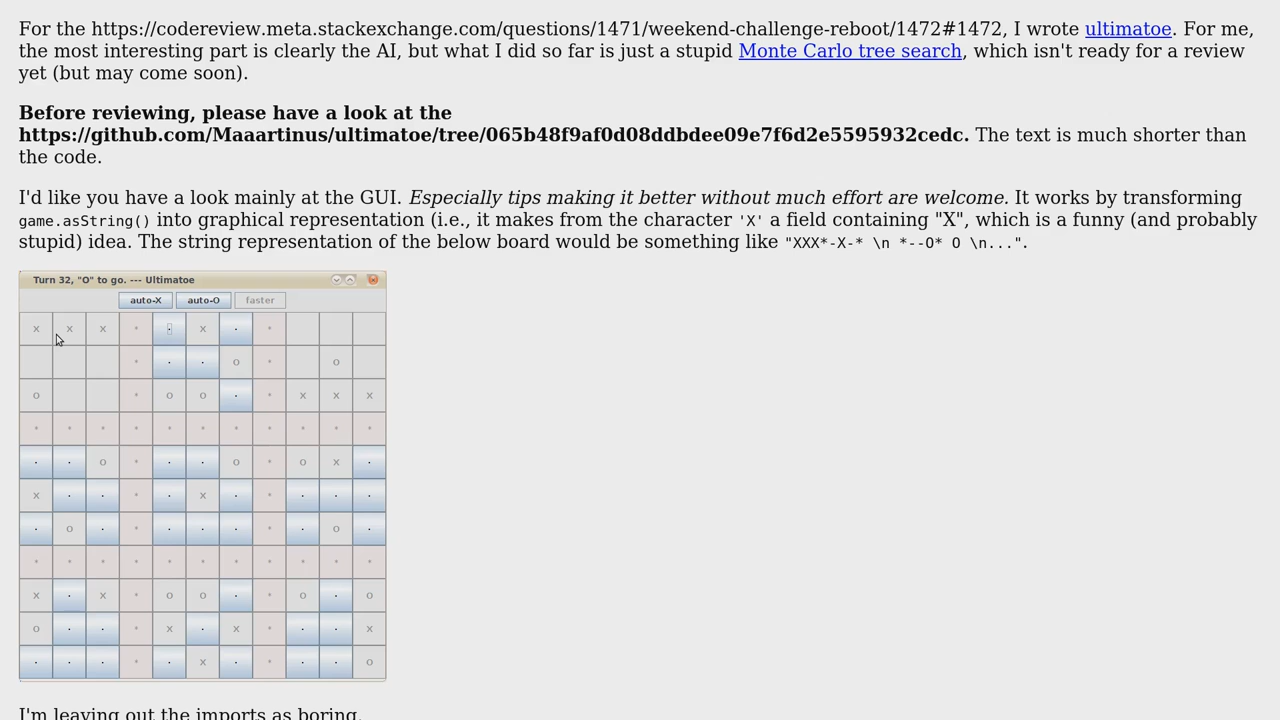 For the https://codereview.meta.stackexchange.com/questions/1471/weekend-challenge-reboot/1472#1472, I wrote ultimatoe. For me,
the most interesting part is clearly the AI, but what I did so far is just a stupid Monte Carlo tree search, which isn't ready for a review
yet (but may come soon).
Before reviewing, please have a look at the
https://github.com/Maaartinus/ultimatoe/tree/065b48f9af0d08ddbdee09e7f6d2e5595932cedc. The text is much shorter than
the code.
I'd like you have a look mainly at the GUI. Especially tips making it better without much effort are welcome. It works by transforming
game.asString() into graphical representation (i.e., it makes from the character 'X' a field containing "X", which is a funny (and probably
stupid) idea. The string representation of the below board would be something like "XXX*-X-* \n *--O* O \n...".
Turn 32, "O" to go. --- Ultimatoe
auto-X auto-O faster
X X X * · X · *
* · · O * O
O * O O · * X X X
* * * * * * * * * * *
· · O * · · O * O X ·
X · · * · X · * · · ·
· O · * · · · * · O ·
* * * * * * * * * * *
X · X * O O · * O · O
O · · * X · X * · · X
· · · * · X · * · · O
I'm leaving out the imports as boring.